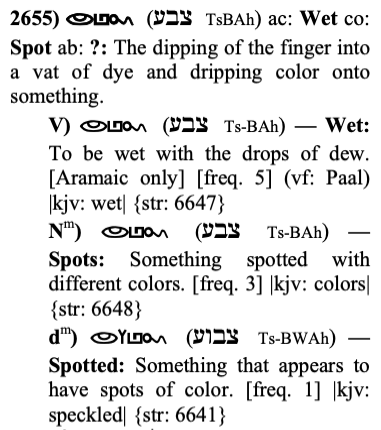 2655) (צבע TsBAh) ac: Wet co:
Spot ab: ?: The dipping of the finger into
a vat of dye and dripping color onto
something.
V) (צבע Ts-BAh) — Wet:
To be wet with the drops of dew.
[Aramaic only] [freq. 5] (vf: Paal)
|kjv: wet| {str: 6647}
Nᵐ) (צבע Ts-BAh) —
Spots: Something spotted with
different colors. [freq. 3] |kjv: colors|
{str: 6648}
dᵐ) (צבוע Ts-BWAh) —
Spotted: Something that appears to
have spots of color. [freq. 1] |kjv:
speckled| {str: 6641}